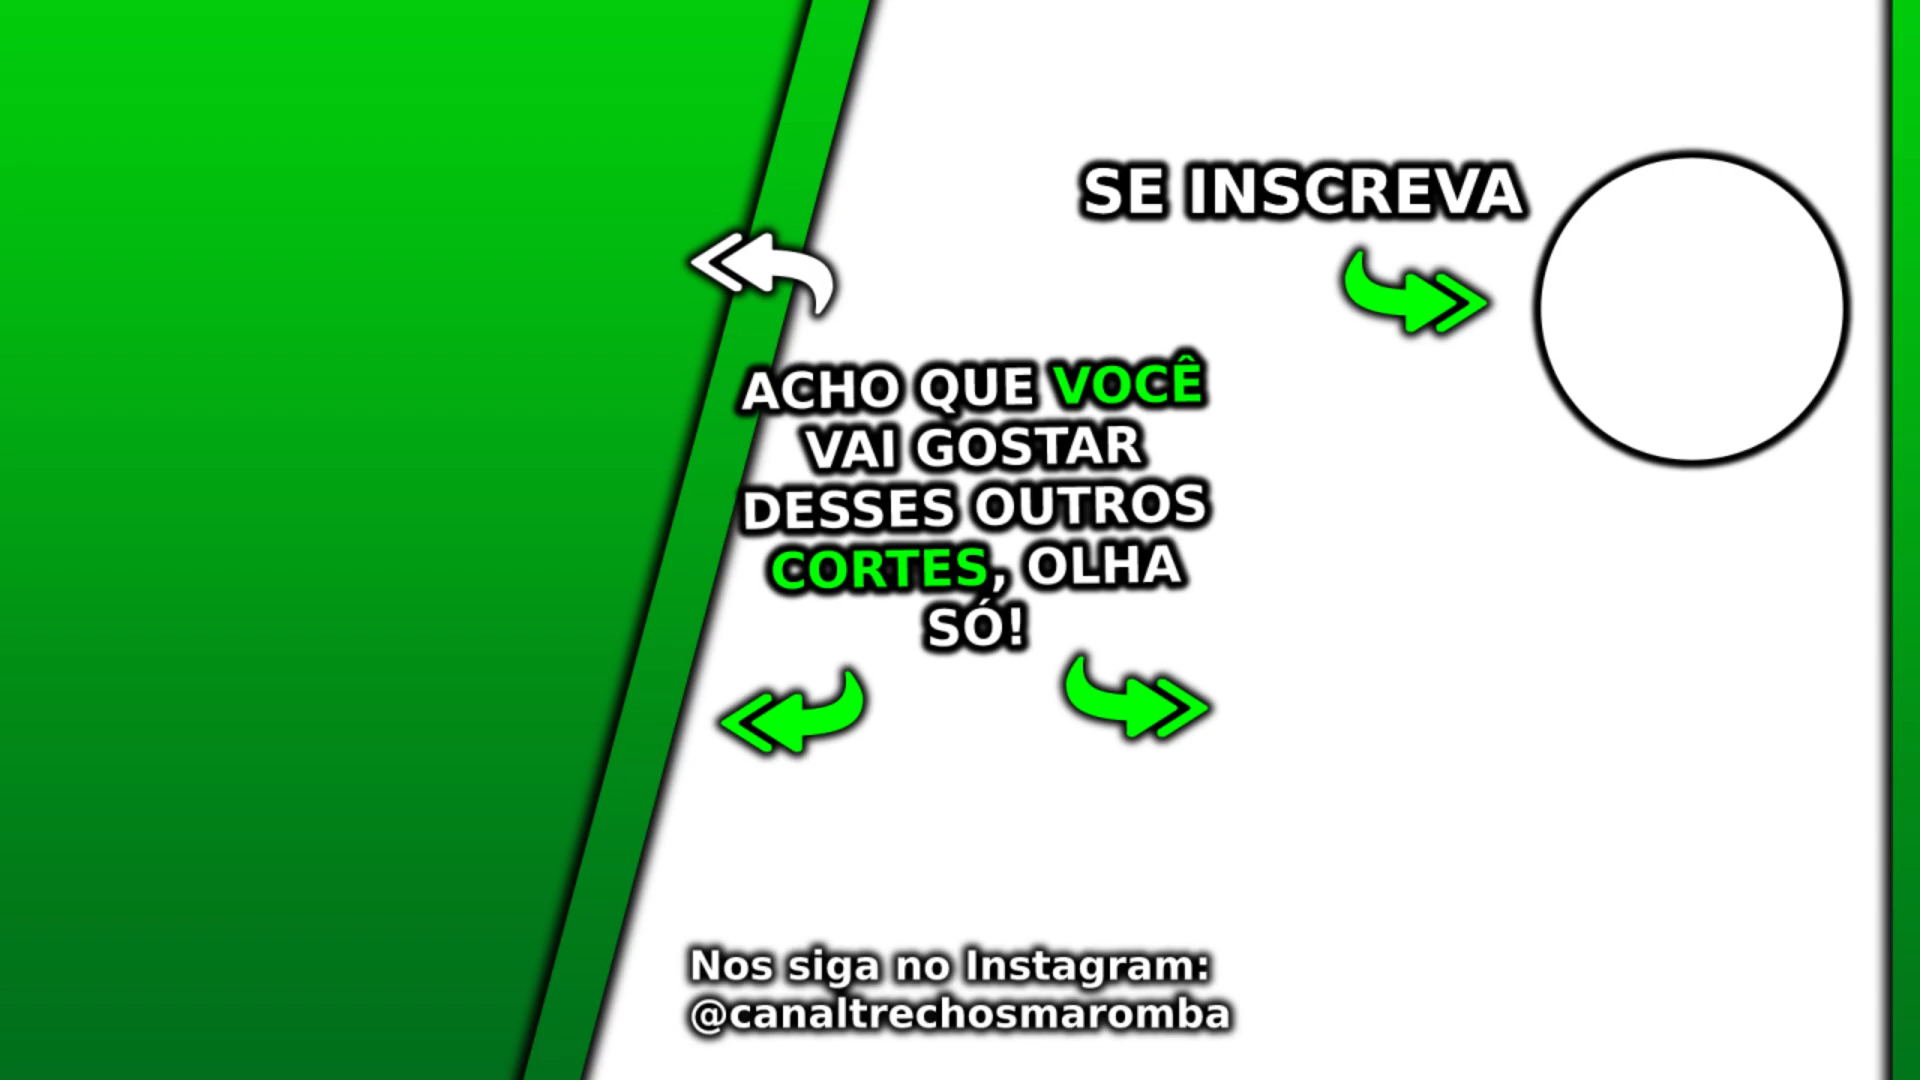 SE INSCREVA
ACHO QUE VOCÊ
VAI GOSTAR
DESSES OUTROS
CORTES, OLHA
SÓ!
Nos siga no Instagram:
@canaltrechosmaromba